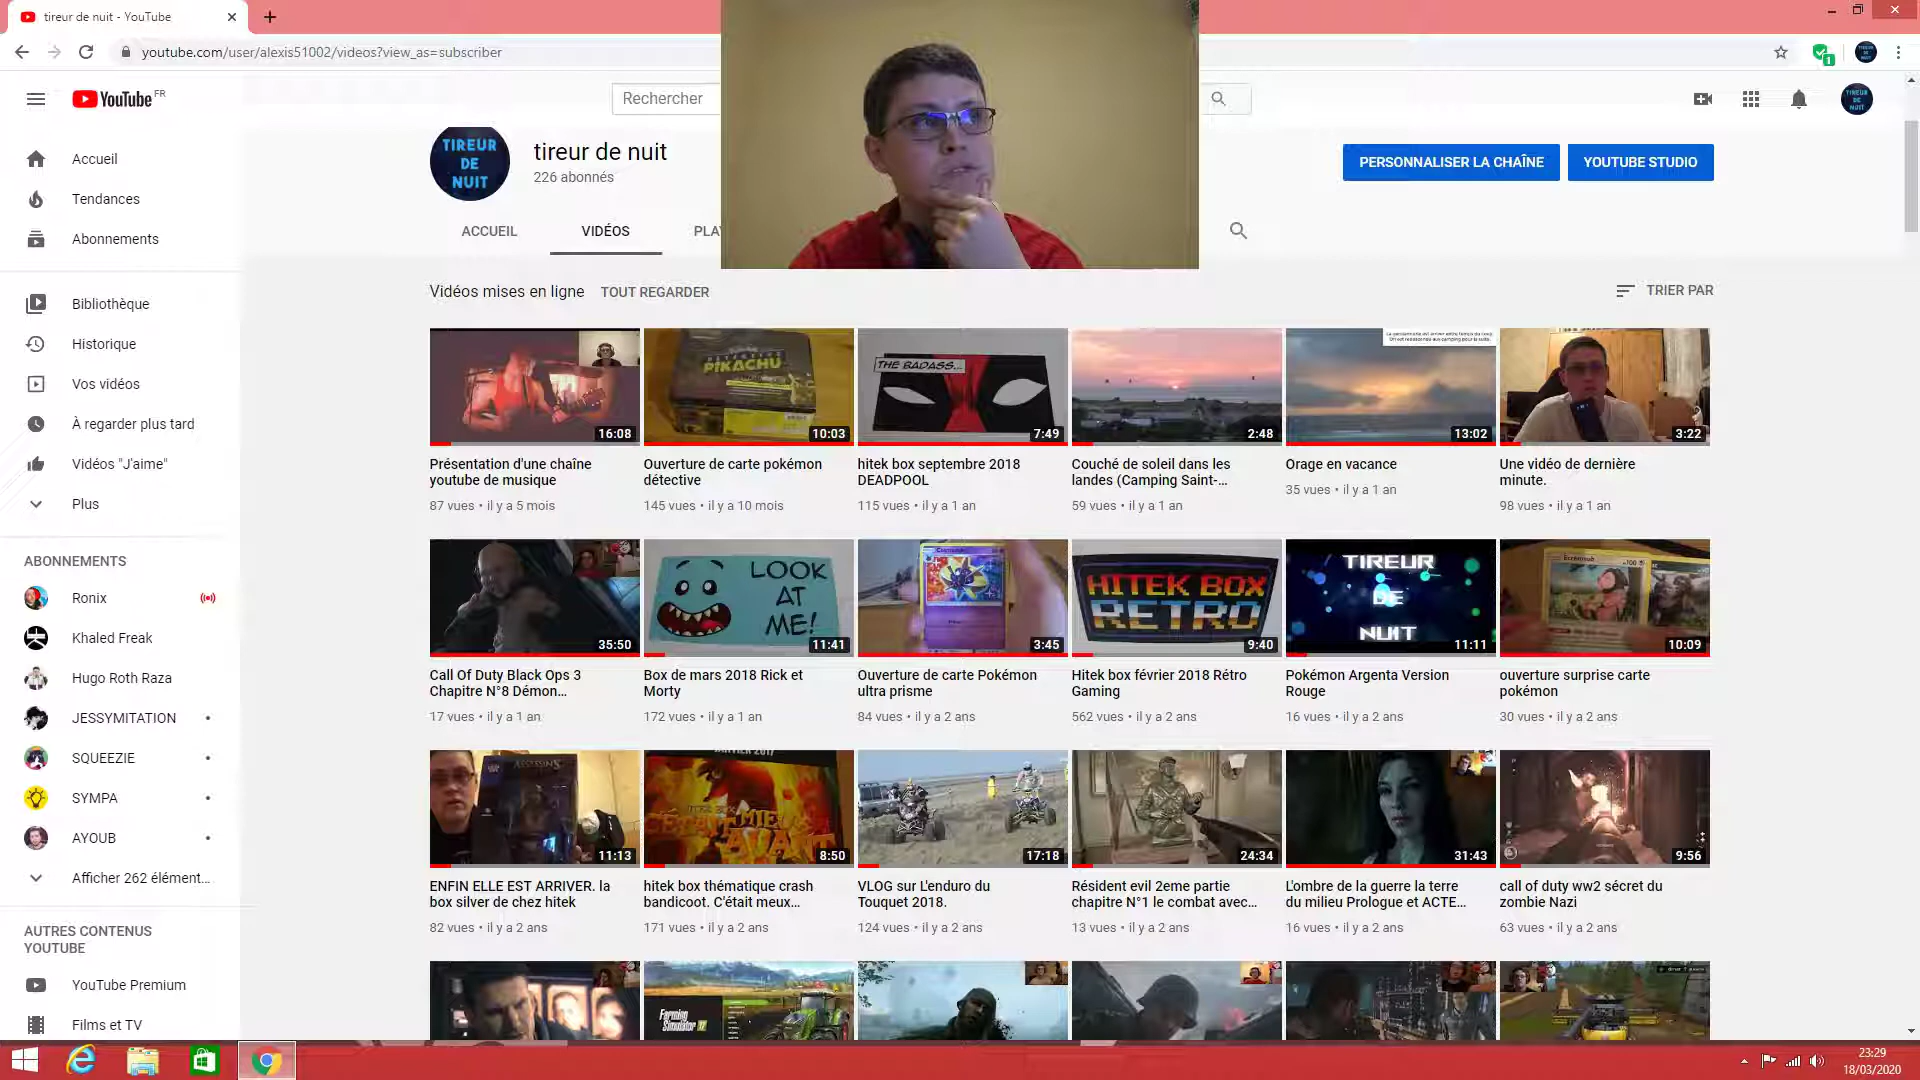 tireur de nuit - YouTube
youtube.com/user/alexis51002/videos?view_as=subscriber
YouTube FR
Rechercher
TIREUR DE NUIT
Accueil
Tendances
Abonnements
Bibliothèque
Historique
Vos vidéos
À regarder plus tard
Vidéos "J'aime"
Plus
ABONNEMENTS
Ronix
Khaled Freak
Hugo Roth Raza
JESSYMITATION
SQUEEZIE
SYMPA
AYOUB
Afficher 262 élément...
AUTRES CONTENUS
YOUTUBE
YouTube Premium
Films et TV
TIREUR
DE
NUIT
tireur de nuit
226 abonnés
PERSONNALISER LA CHAÎNE
YOUTUBE STUDIO
ACCUEIL
VIDÉOS
PLA
Vidéos mises en ligne
TOUT REGARDER
TRIER PAR
16:08
Présentation d'une chaîne
youtube de musique
87 vues • il y a 5 mois
PIKACHU
10:03
Ouverture de carte pokémon
détective
145 vues • il y a 10 mois
THE BADASS...
7:49
hitek box septembre 2018
DEADPOOL
115 vues • il y a 1 an
2:48
Couché de soleil dans les
landes (Camping Saint-...
59 vues • il y a 1 an
13:02
Orage en vacance
35 vues • il y a 1 an
3:22
Une vidéo de dernière
minute.
98 vues • il y a 1 an
35:50
Call Of Duty Black Ops 3
Chapitre N°8 Démon...
17 vues • il y a 1 an
LOOK
AT
ME!
11:41
Box de mars 2018 Rick et
Morty
172 vues • il y a 1 an
3:45
Ouverture de carte Pokémon
ultra prisme
84 vues • il y a 2 ans
HITEK BOX
RETRO
9:40
Hitek box février 2018 Rétro
Gaming
562 vues • il y a 2 ans
TIREUR
DE
NUIT
11:11
Pokémon Argenta Version
Rouge
16 vues • il y a 2 ans
10:09
ouverture surprise carte
pokémon
30 vues • il y a 2 ans
11:13
ENFIN ELLE EST ARRIVER. la
box silver de chez hitek
82 vues • il y a 2 ans
JANVIER 2017
8:50
hitek box thématique crash
bandicoot. C'était meux...
171 vues • il y a 2 ans
17:18
VLOG sur L'enduro du
Touquet 2018.
124 vues • il y a 2 ans
24:34
Résident evil 2eme partie
chapitre N°1 le combat avec...
13 vues • il y a 2 ans
31:43
L'ombre de la guerre la terre
du milieu Prologue et ACTE...
16 vues • il y a 2 ans
9:56
call of duty ww2 sécret du
zombie Nazi
63 vues • il y a 2 ans
Farming
Simulator 17
23:29
18/03/2020